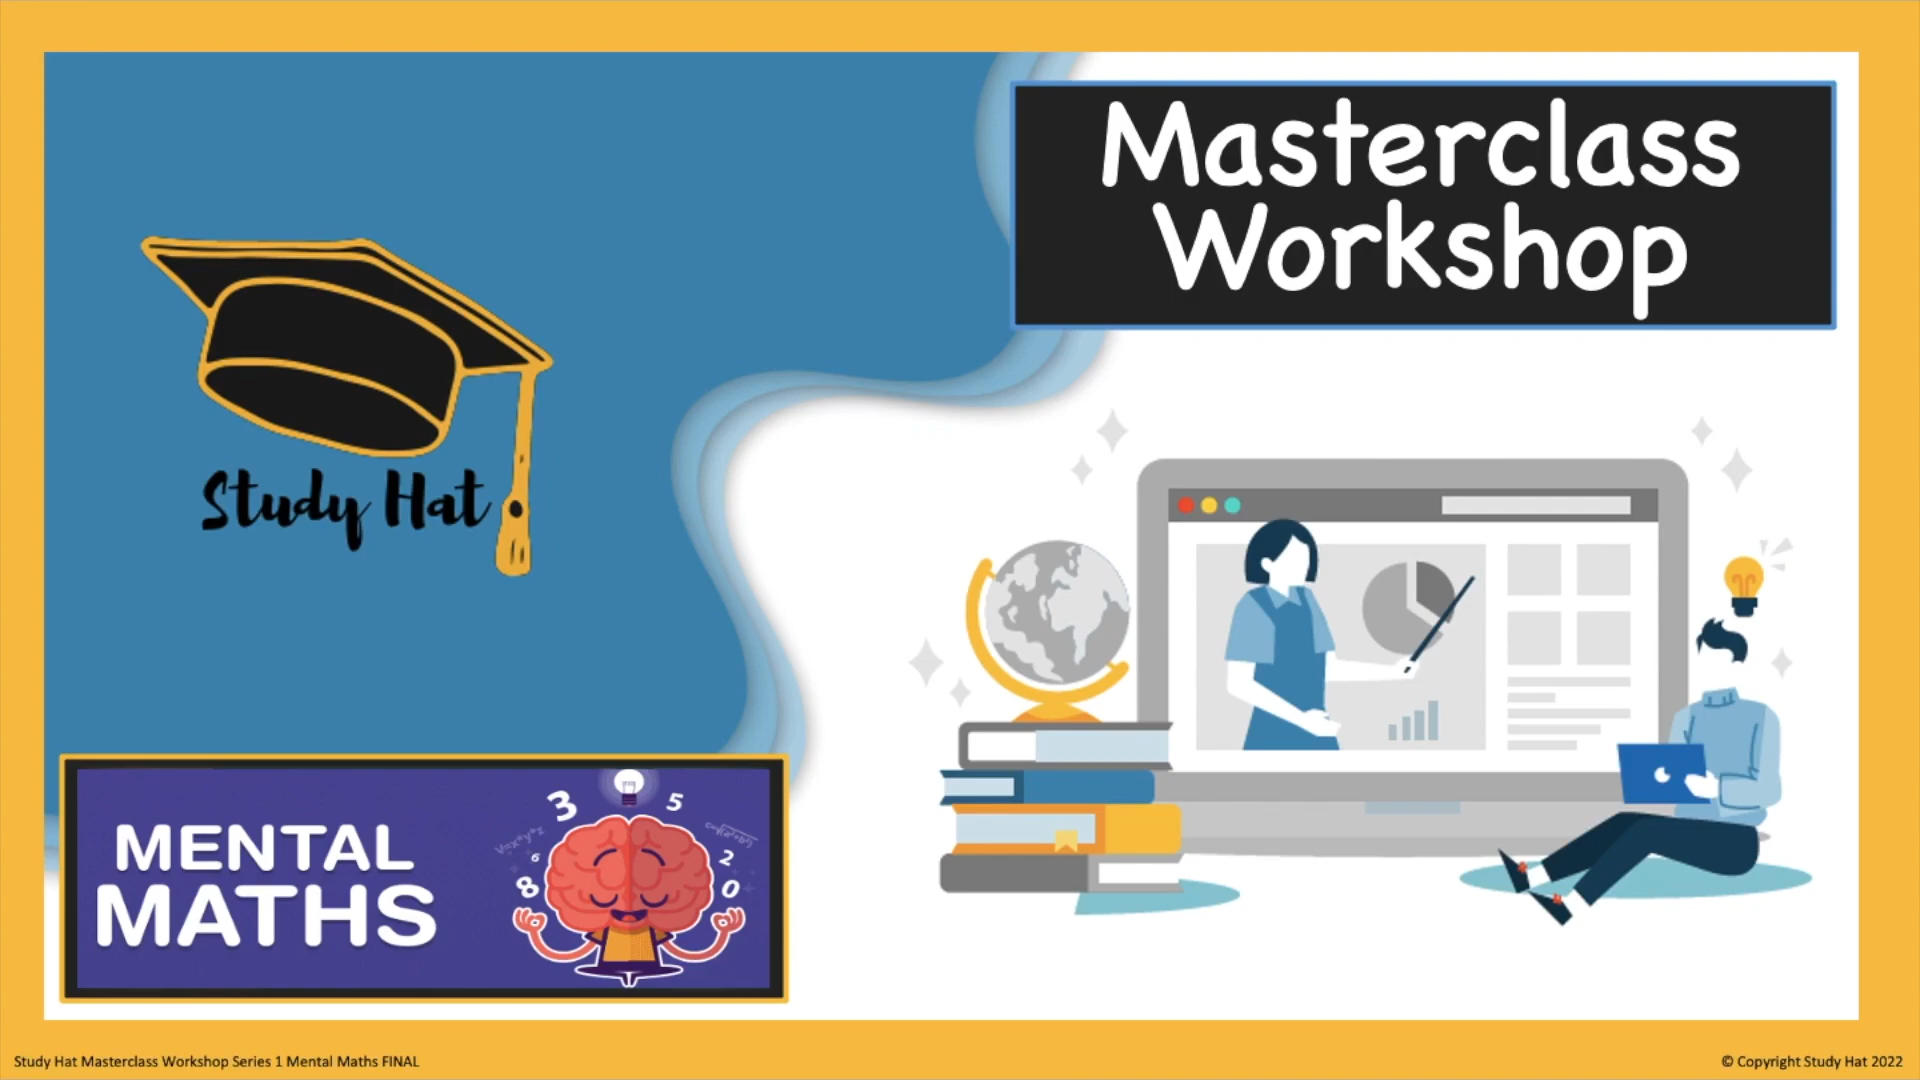 Masterclass
Workshop
Study Hat
MENTAL
MATHS
3
5
6
2
8
0
Study Hat Masterclass Workshop Series 1 Mental Maths FINAL
© Copyright Study Hat 2022